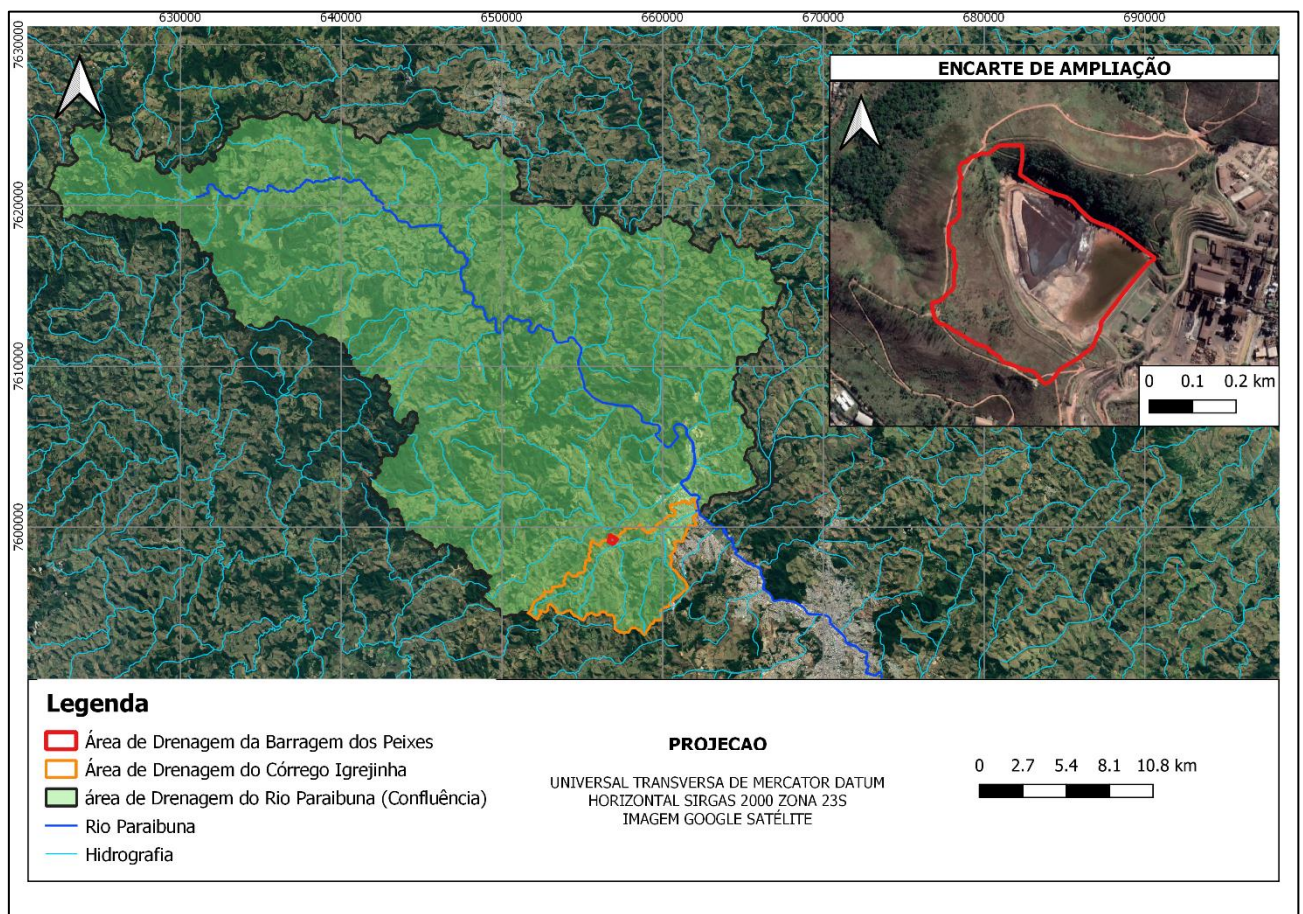 630000 640000 650000 660000 670000 680000 690000
7630000
7620000
7610000
7600000
ENCARTE DE AMPLIAÇÃO
0 0.1 0.2 km
Legenda
Área de Drenagem da Barragem dos Peixes
Área de Drenagem do Córrego Igrejinha
área de Drenagem do Rio Paraibuna (Confluência)
Rio Paraibuna
Hidrografia
PROJECAO
UNIVERSAL TRANSVERSA DE MERCATOR DATUM
HORIZONTAL SIRGAS 2000 ZONA 23S
IMAGEM GOOGLE SATÉLITE
0 2.7 5.4 8.1 10.8 km